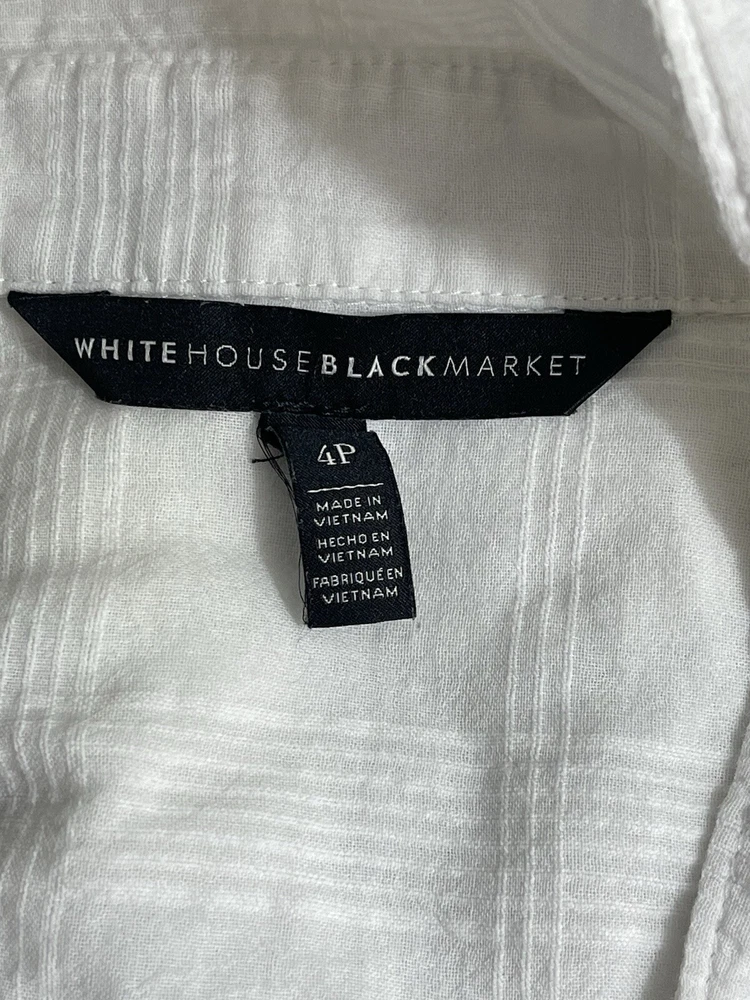 WHITEHOUSEBLACKMARKET
4P
MADE IN
VIETNAM
HECHO EN
VIETNAM
FABRIQUÉ EN
VIETNAM